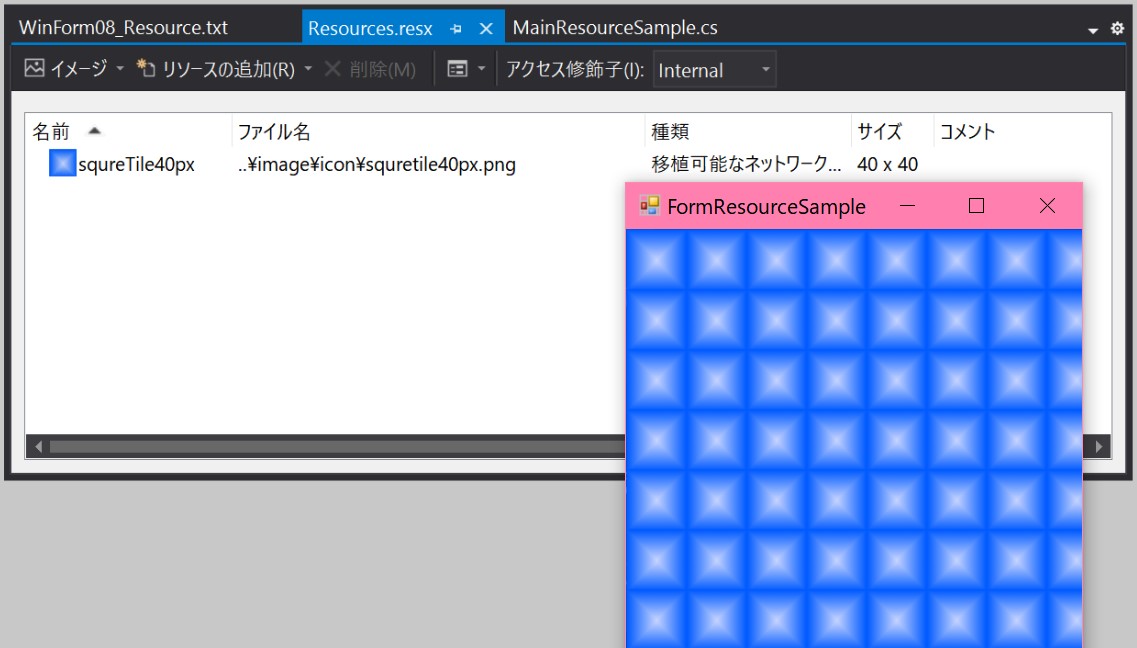 WinForm08_Resource.txt Resources.resx MainResourceSample.cs
イメージ リソースの追加(R) 削除(M) アクセス修飾子(I): Internal
名前 ファイル名 種類 サイズ コメント
squreTile40px ..¥image¥icon¥squretile40px.png 移植可能なネットワーク... 40 x 40
FormResourceSample